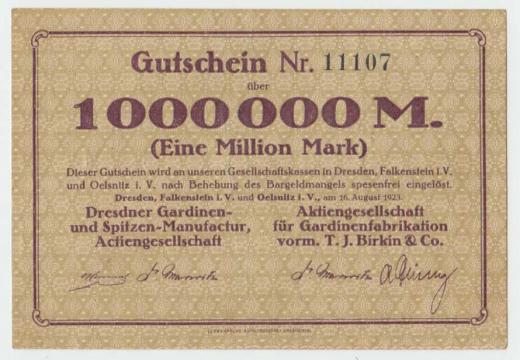 Gutschein Nr. 11107
über
1000000 M.
(Eine Million Mark)
Dieser Gutschein wird an unseren Gesellschaftskassen in Dresden, Falkenstein i. V.
und Oelsnitz i. V. nach Behebung des Bargeldmangels spesenfrei eingelöst.
Dresden, Falkenstein i. V. und Oelsnitz i. V., am 16. August 1923.
Dresdner Gardinen-
und Spitzen-Manufactur,
Actiengesellschaft
Aktiengesellschaft
für Gardinenfabrikation
vorm. T. J. Birkin & Co.